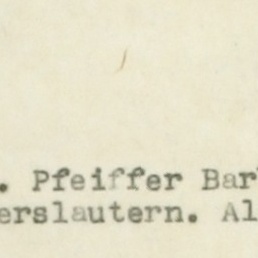 . Pfeiffer Bar
erslautern. Al